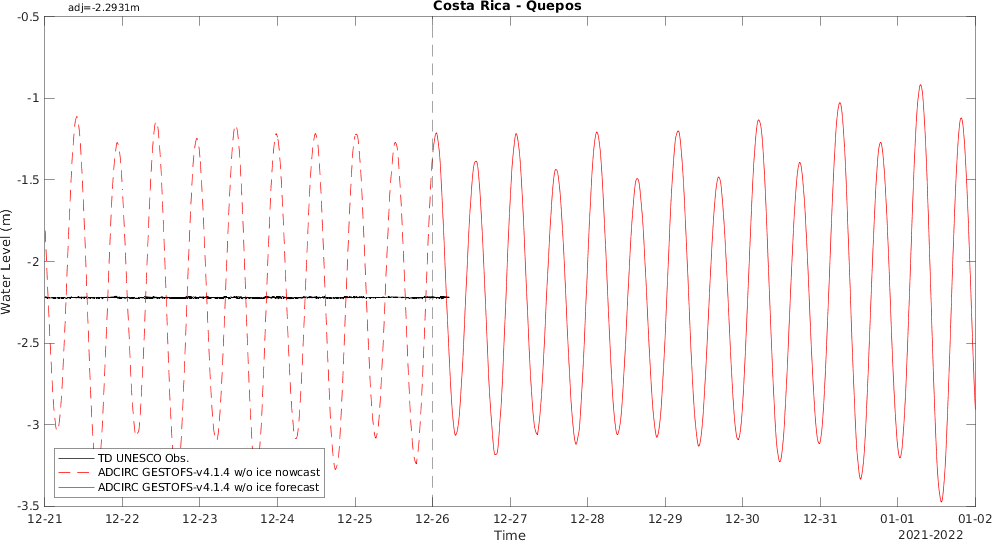 adj=-2.2931m
Costa Rica - Quepos
-0.5
-1
-1.5
-2
-2.5
-3
-3.5
Water Level (m)
TD UNESCO Obs.
ADCIRC GESTOFS-v4.1.4 w/o ice nowcast
ADCIRC GESTOFS-v4.1.4 w/o ice forecast
12-21 12-22 12-23 12-24 12-25 12-26 12-27 12-28 12-29 12-30 12-31 01-01 01-02
Time
2021-2022